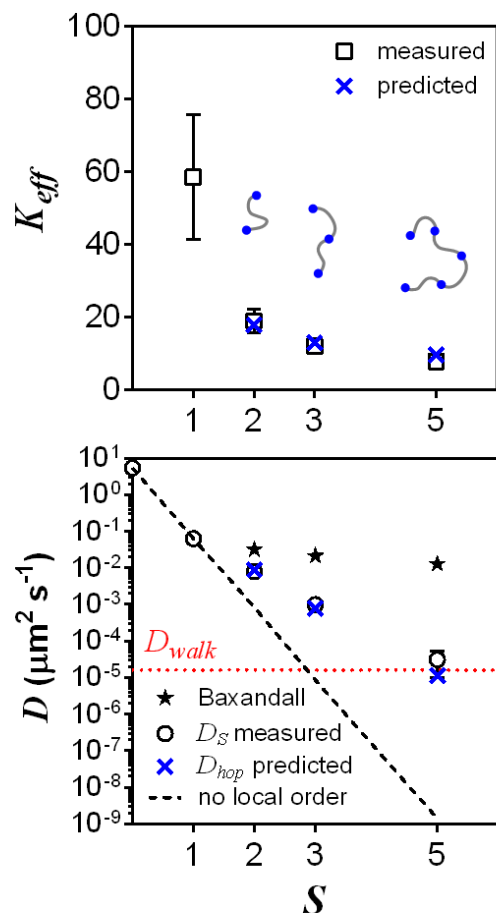 100
80
60
40
20
0
K_eff
measured
predicted
1 2 3 5
10^1
10^0
10^-1
10^-2
10^-3
10^-4
10^-5
10^-6
10^-7
10^-8
10^-9
D (μm² s⁻¹)
D_walk
★ Baxandall
D_S measured
D_hop predicted
no local order
1 2 3 5
S